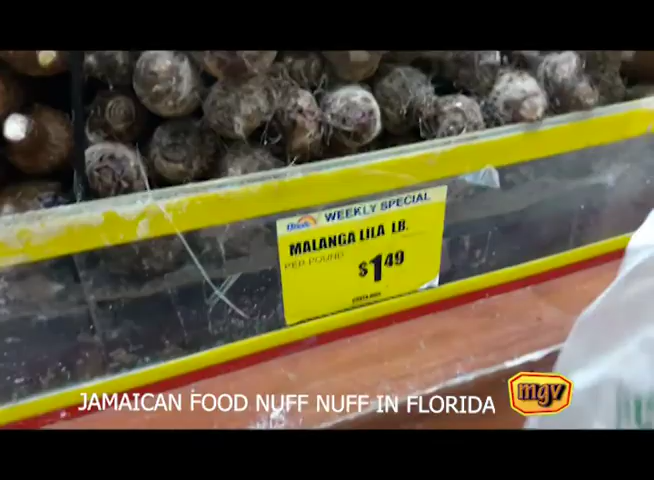 WEEKLY SPECIAL
MALANGA LILA LB.
PER POUND
$1.49
JAMAICAN FOOD NUFF NUFF IN FLORIDA
mgv